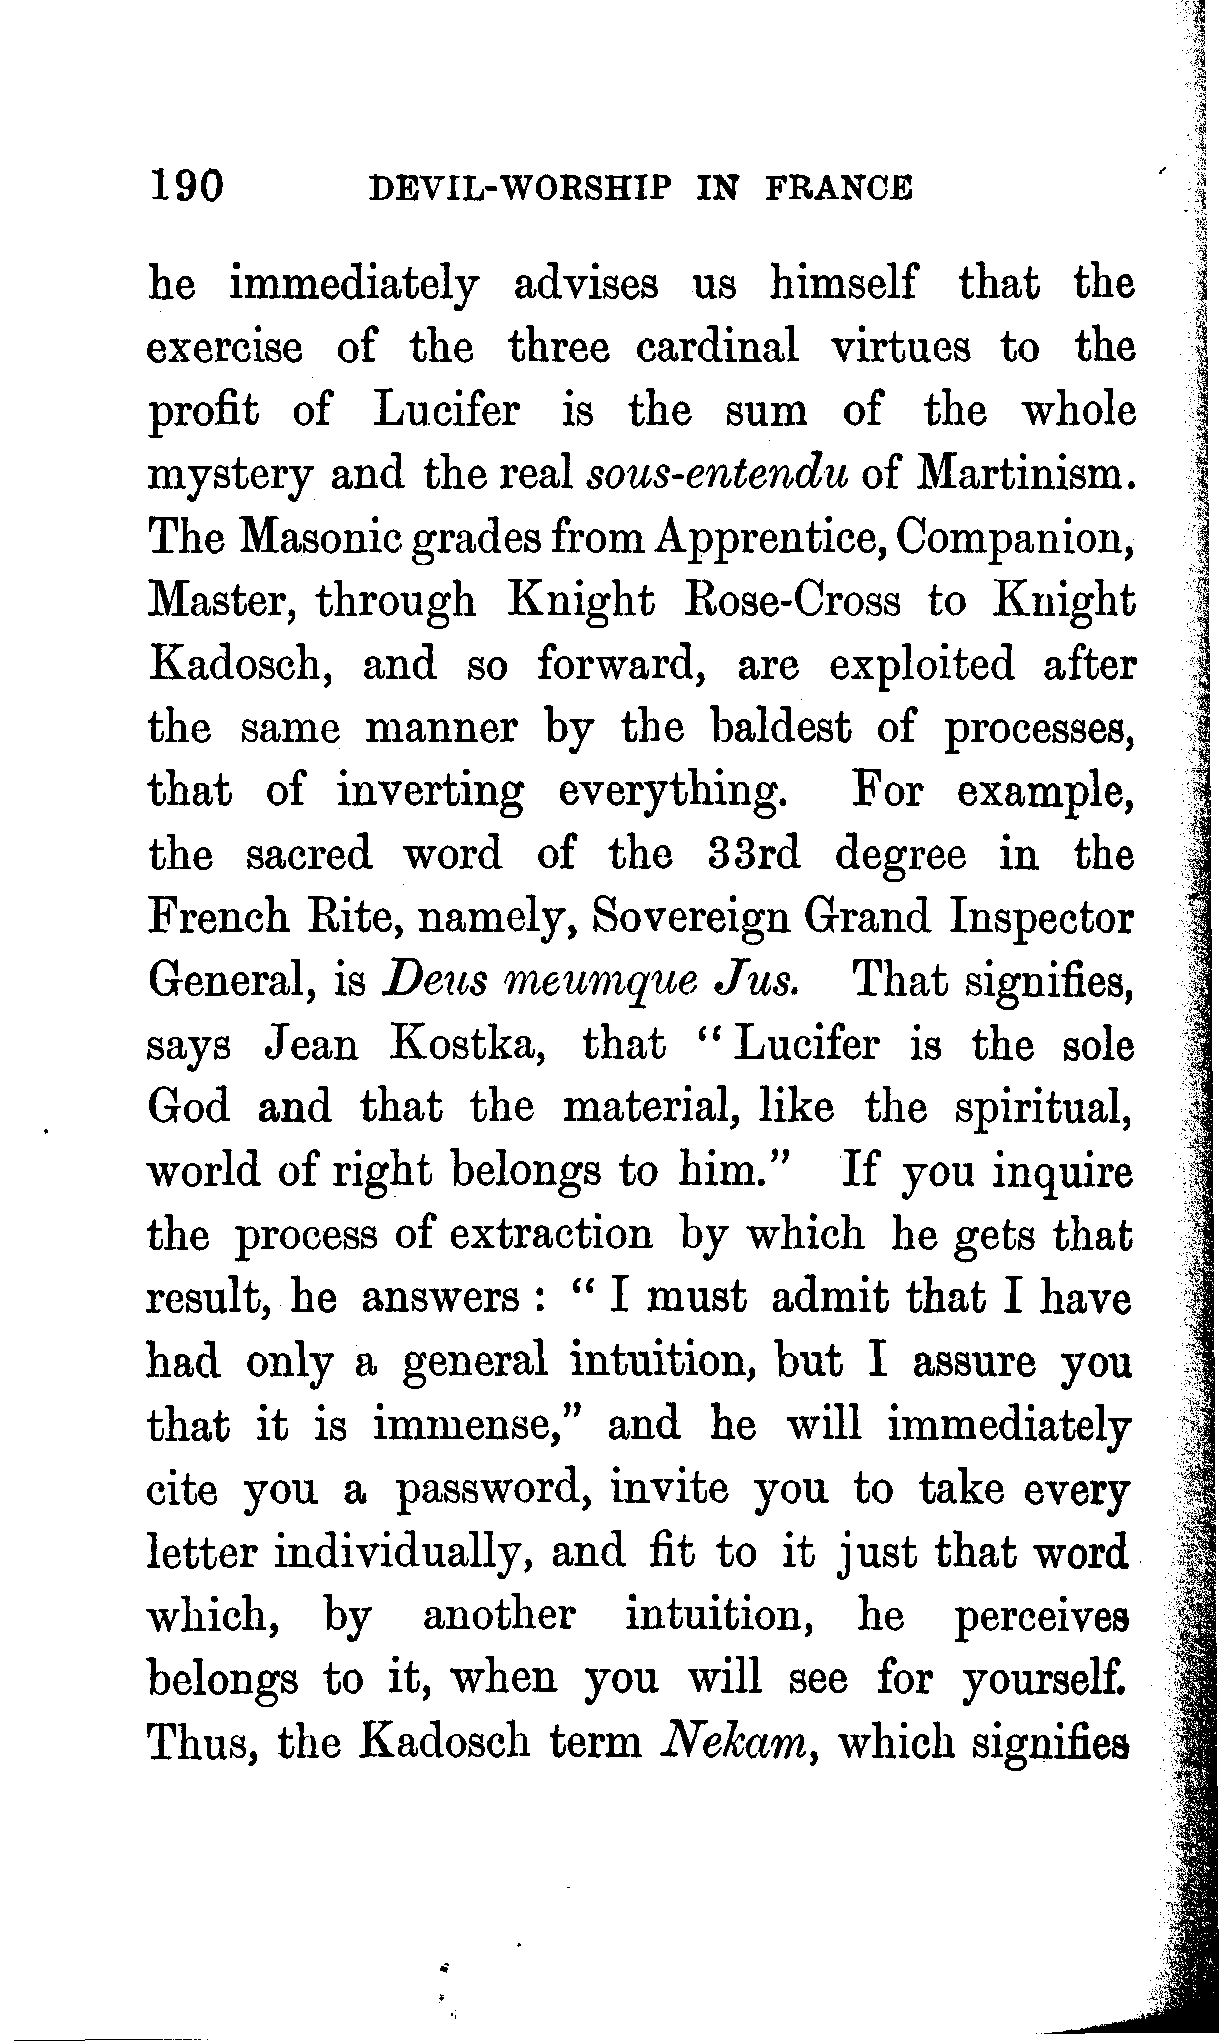 190 DEVIL-WORSHIP IN FRANCE
he immediately advises us himself that the
exercise of the three cardinal virtues to the
profit of Lucifer is the sum of the whole
mystery and the real sous-entendu of Martinism.
The Masonic grades from Apprentice, Companion,
Master, through Knight Rose-Cross to Knight
Kadosch, and so forward, are exploited after
the same manner by the baldest of processes,
that of inverting everything. For example,
the sacred word of the 33rd degree in the
French Rite, namely, Sovereign Grand Inspector
General, is Deus meumque Jus. That signifies,
says Jean Kostka, that “ Lucifer is the sole
God and that the material, like the spiritual,
world of right belongs to him.” If you inquire
the process of extraction by which he gets that
result, he answers : “ I must admit that I have
had only a general intuition, but I assure you
that it is immense,” and he will immediately
cite you a password, invite you to take every
letter individually, and fit to it just that word
which, by another intuition, he perceives
belongs to it, when you will see for yourself.
Thus, the Kadosch term Nekam, which signifies